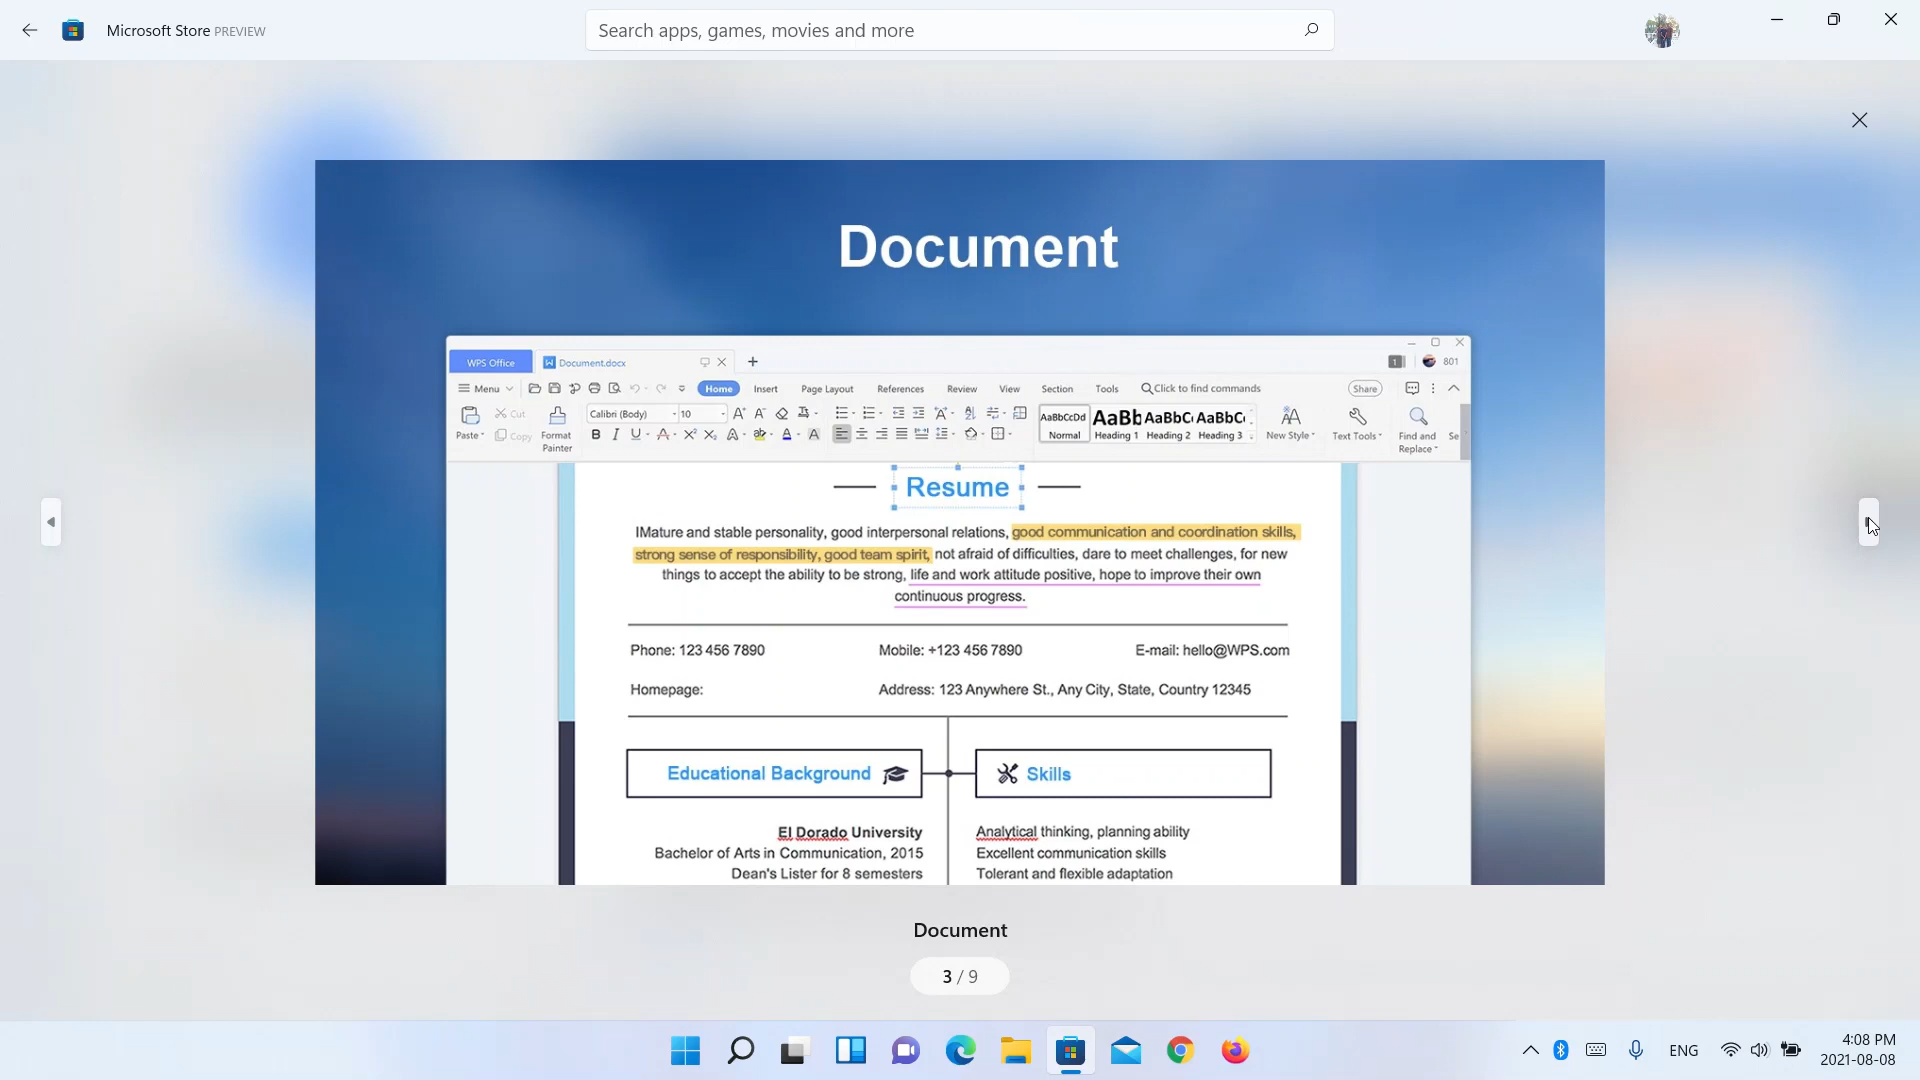 Microsoft Store PREVIEW
Search apps, games, movies and more
Document
WPS Office
Document.docx
1
801
Menu
Home
Insert
Page Layout
References
Review
View
Section
Tools
Click to find commands
Share
Paste
Cut
Copy
Format
Painter
Calibri (Body)
10
AaBbCcDd
Normal
AaBb
Heading 1
AaBbC
Heading 2
AaBbC
Heading 3
New Style
Text Tools
Find and
Replace
Se
Resume
IMature and stable personality, good interpersonal relations, good communication and coordination skills,
strong sense of responsibility, good team spirit, not afraid of difficulties, dare to meet challenges, for new
things to accept the ability to be strong, life and work attitude positive, hope to improve their own
continuous progress.
Phone: 123 456 7890
Mobile: +123 456 7890
E-mail: hello@WPS.com
Homepage:
Address: 123 Anywhere St., Any City, State, Country 12345
Educational Background
Skills
El Dorado University
Bachelor of Arts in Communication, 2015
Dean's Lister for 8 semesters
Analytical thinking, planning ability
Excellent communication skills
Tolerant and flexible adaptation
Document
3 / 9
ENG
4:08 PM
2021-08-08